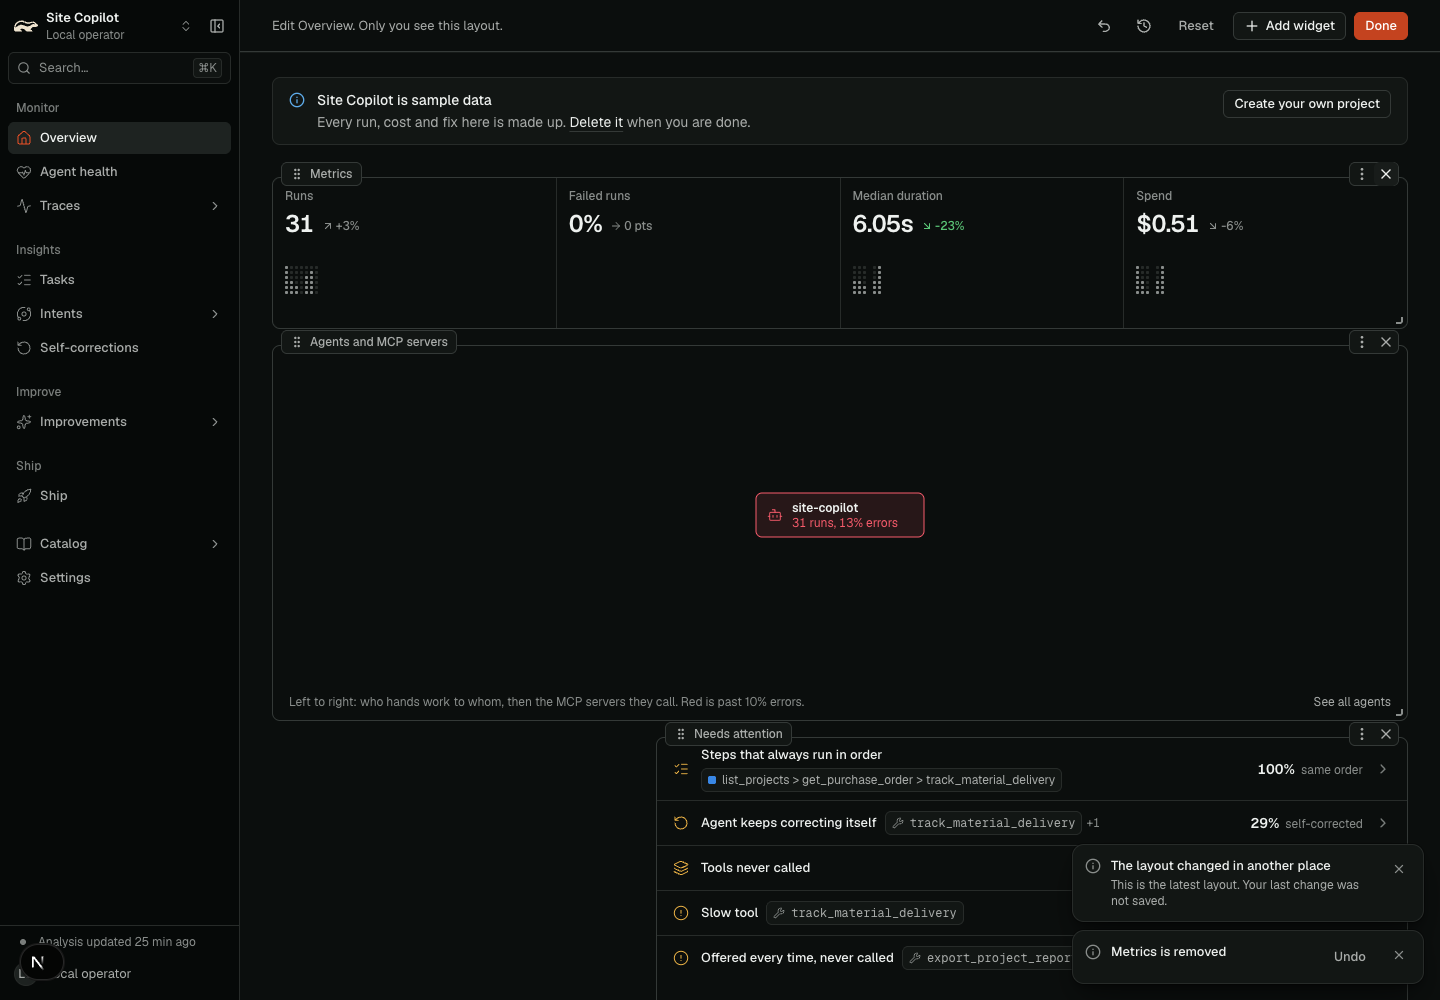 Site Copilot
Local operator
Search...
⌘K
Monitor
Overview
Agent health
Traces
Insights
Tasks
Intents
Self-corrections
Improve
Improvements
Ship
Ship
Catalog
Settings
Analysis updated 25 min ago
N
cal operator
Edit Overview. Only you see this layout.
Reset
Add widget
Done
Site Copilot is sample data
Every run, cost and fix here is made up. Delete it when you are done.
Create your own project
Metrics
Runs
31 +3%
Failed runs
0% 0 pts
Median duration
6.05s -23%
Spend
$0.51 -6%
Agents and MCP servers
site-copilot
31 runs, 13% errors
Left to right: who hands work to whom, then the MCP servers they call. Red is past 10% errors.
See all agents
Needs attention
Steps that always run in order
list_projects > get_purchase_order > track_material_delivery
100% same order
Agent keeps correcting itself track_material_delivery +1
29% self-corrected
Tools never called
Slow tool track_material_delivery
Offered every time, never called export_project_repor
The layout changed in another place
This is the latest layout. Your last change was
not saved.
Metrics is removed
Undo